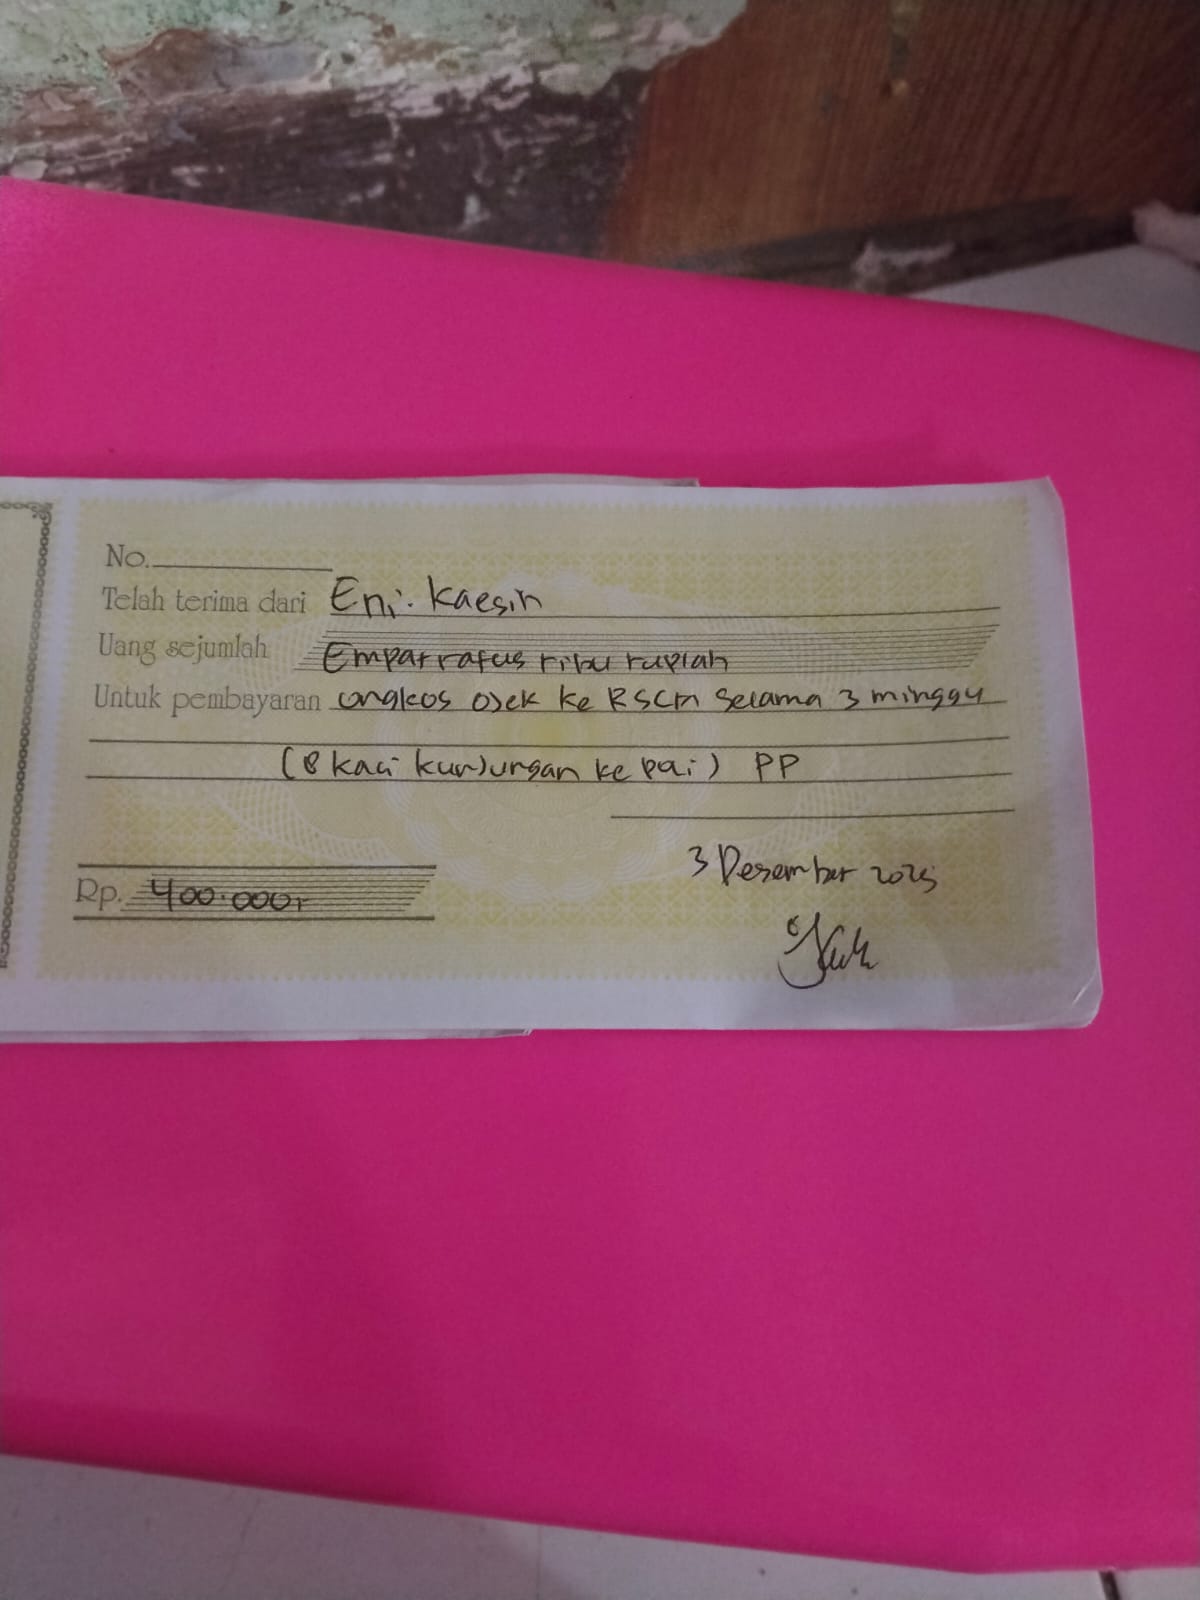 No.
Telah terima dari Eni. Kaesih
Uang sejumlah Empat ratus ribu rupiah
Untuk pembayaran ongkos ojek ke RSCM selama 3 minggu
(8 kali kunjungan ke poli) PP
Rp. 400.000,-
3 Desember 2025